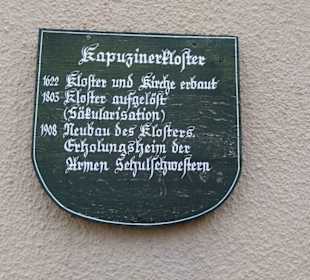 Kapuzinerkloster
1622 Kloster und Kirche erbaut
1803 Kloster aufgelöst
(Säkularisation)
1908 Neubau des Klosters.
Erholungsheim der
Armen Schulschwestern